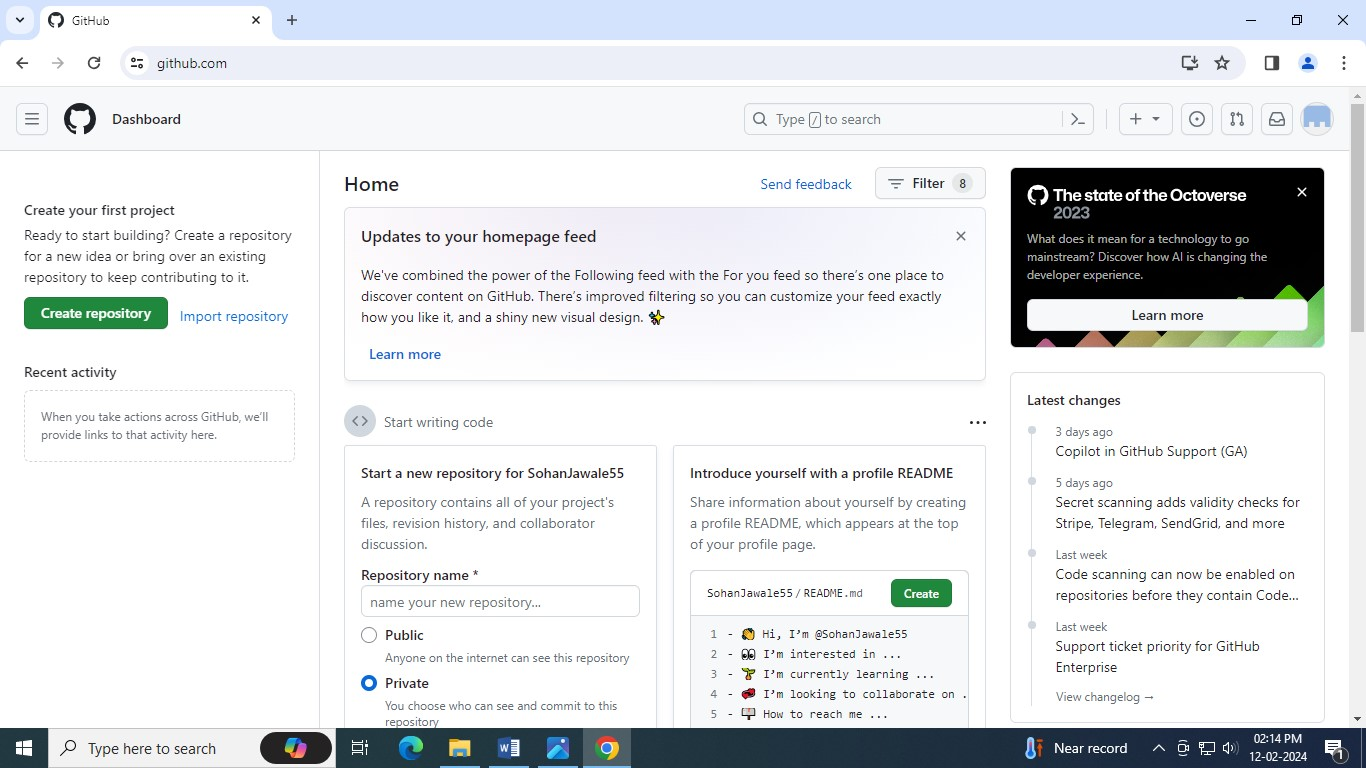 GitHub
github.com
Dashboard
Type / to search
Create your first project
Ready to start building? Create a repository
for a new idea or bring over an existing
repository to keep contributing to it.
Create repository
Import repository
Recent activity
When you take actions across GitHub, we'll
provide links to that activity here.
Home
Send feedback
Filter 8
Updates to your homepage feed
We've combined the power of the Following feed with the For you feed so there's one place to
discover content on GitHub. There's improved filtering so you can customize your feed exactly
how you like it, and a shiny new visual design. ✨
Learn more
Start writing code
Start a new repository for SohanJawale55
A repository contains all of your project's
files, revision history, and collaborator
discussion.
Repository name *
name your new repository...
Public
Anyone on the internet can see this repository
Private
You choose who can see and commit to this
repository
Introduce yourself with a profile README
Share information about yourself by creating
a profile README, which appears at the top
of your profile page.
SohanJawale55 / README.md
Create
1 - 👋 Hi, I'm @SohanJawale55
2 - 👀 I'm interested in ...
3 - 🌱 I'm currently learning ...
4 - 💞️ I'm looking to collaborate on .
5 - 📫 How to reach me ...
The state of the Octoverse
2023
What does it mean for a technology to go
mainstream? Discover how AI is changing the
developer experience.
Learn more
Latest changes
3 days ago
Copilot in GitHub Support (GA)
5 days ago
Secret scanning adds validity checks for
Stripe, Telegram, SendGrid, and more
Last week
Code scanning can now be enabled on
repositories before they contain Code...
Last week
Support ticket priority for GitHub
Enterprise
View changelog →
Type here to search
Near record
02:14 PM
12-02-2024
1